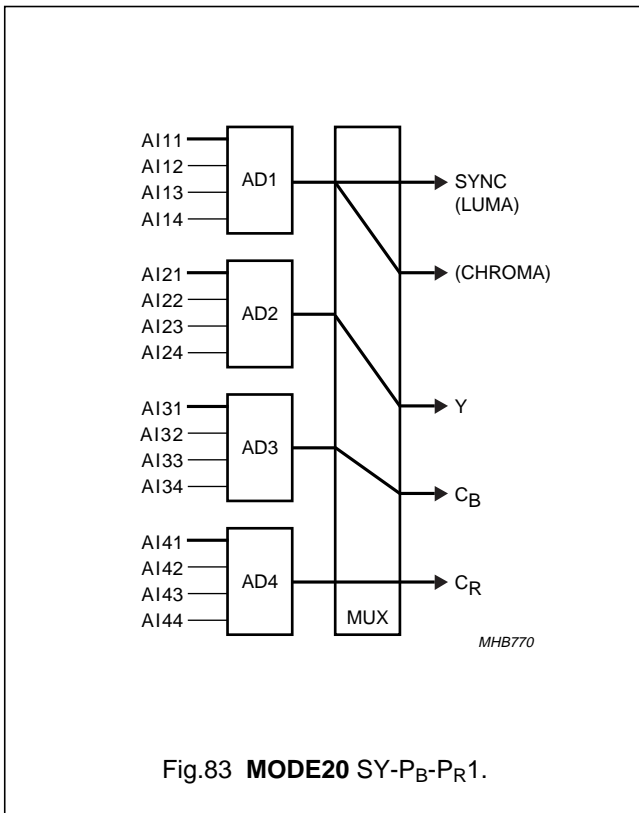 AI11
AI12
AI13
AI14
AD1
SYNC
(LUMA)
(CHROMA)
AI21
AI22
AI23
AI24
AD2
Y
AI31
AI32
AI33
AI34
AD3
CB
AI41
AI42
AI43
AI44
AD4
CR
MUX
MHB770
Fig.83 MODE20 SY-PB-PR1.